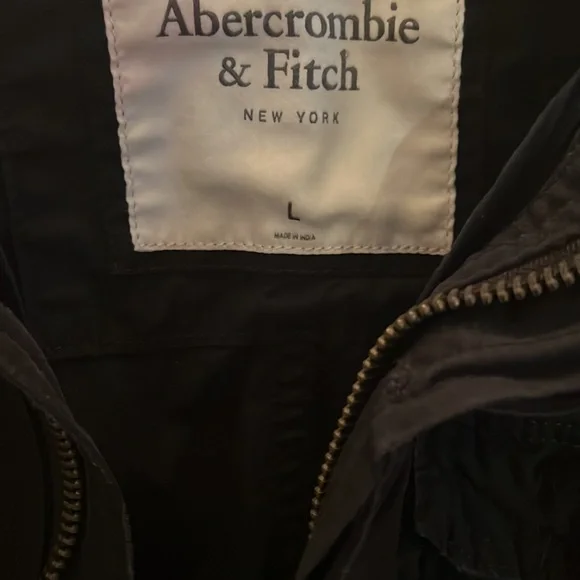 Abercrombie
& Fitch
NEW YORK
L
MADE IN INDIA